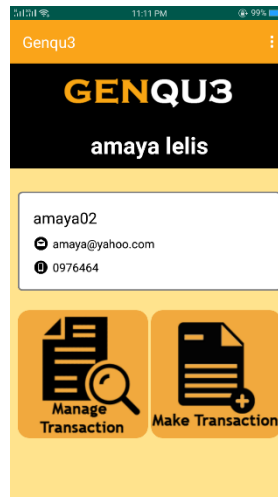 11:11 PM 99%
Genqu3
GENQU3
amaya lelis
amaya02
amaya@yahoo.com
0976464
Manage
Transaction
Make Transaction